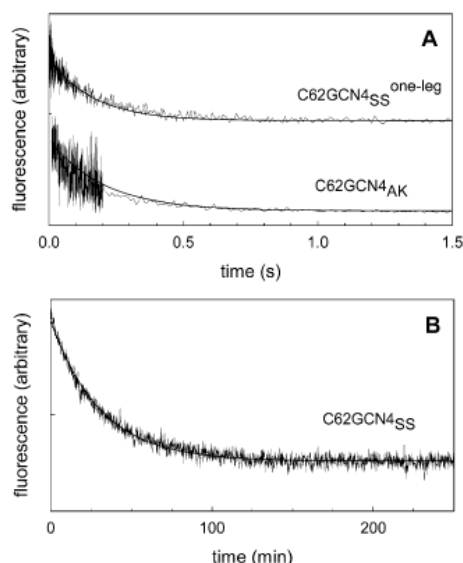 A
fluorescence (arbitrary)
C62GCN4SS one-leg
C62GCN4AK
0.0 0.5 1.0 1.5
time (s)
B
fluorescence (arbitrary)
C62GCN4SS
0 100 200
time (min)